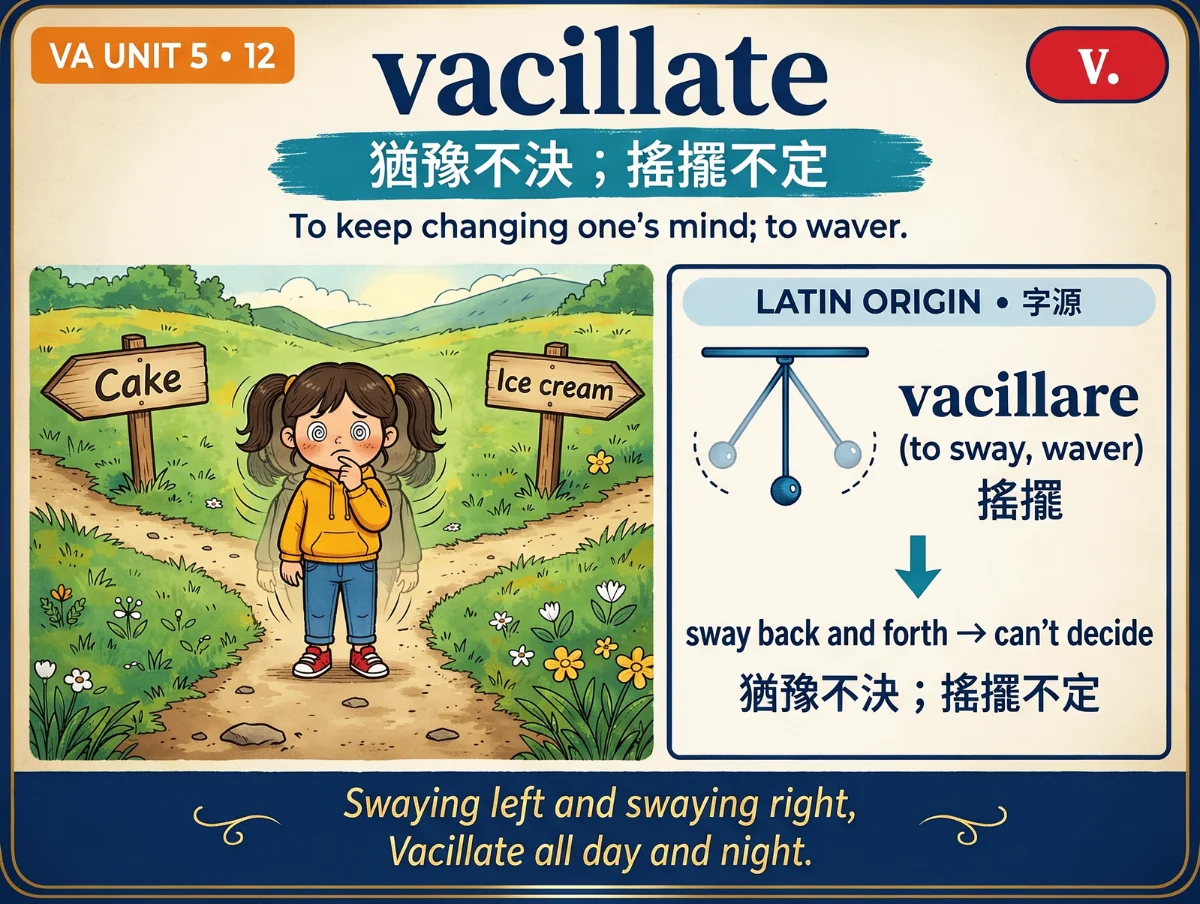 VA UNIT 5 • 12
vacillate
V.
猶豫不決；搖擺不定
To keep changing one's mind; to waver.
Cake
Ice cream
LATIN ORIGIN • 字源
vacillare
(to sway, waver)
搖擺
sway back and forth → can't decide
猶豫不決；搖擺不定
Swaying left and swaying right,
Vacillate all day and night.